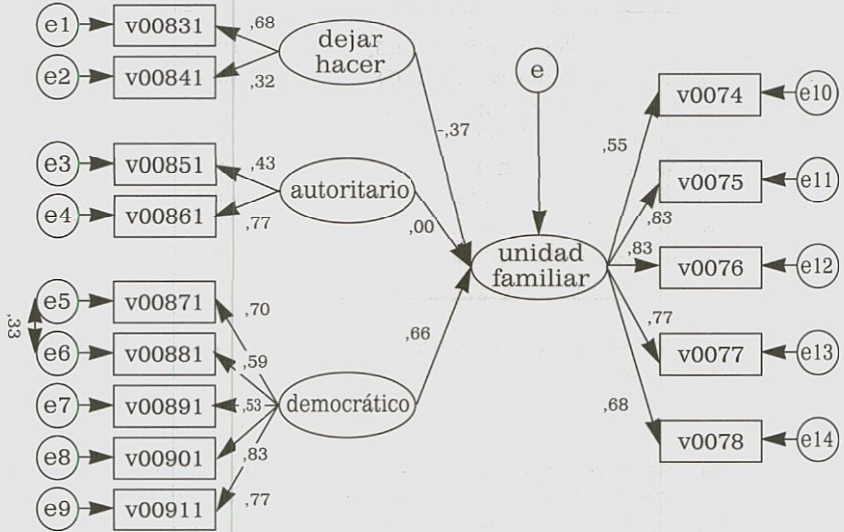 e1
v00831
,68
dejar
hacer
e2
v00841
,32
e
-,37
v0074
e10
,55
e3
v00851
,43
autoritario
e4
v00861
,77
,00
v0075
e11
,83
unidad
familiar
,83
v0076
e12
e5
v00871
,70
,33
e6
v00881
,59
,66
,77
v0077
e13
e7
v00891
,53
democrático
,68
v0078
e14
e8
v00901
,83
e9
v00911
,77